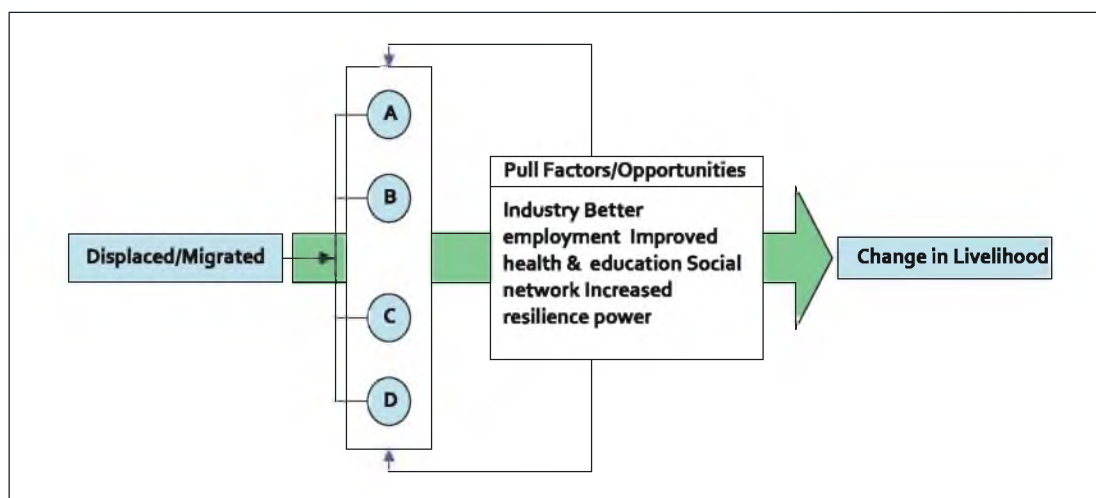 A
B
Displaced/Migrated
C
D
Pull Factors/Opportunities
Industry Better
employment Improved
health & education Social
network Increased
resilience power
Change in Livelihood